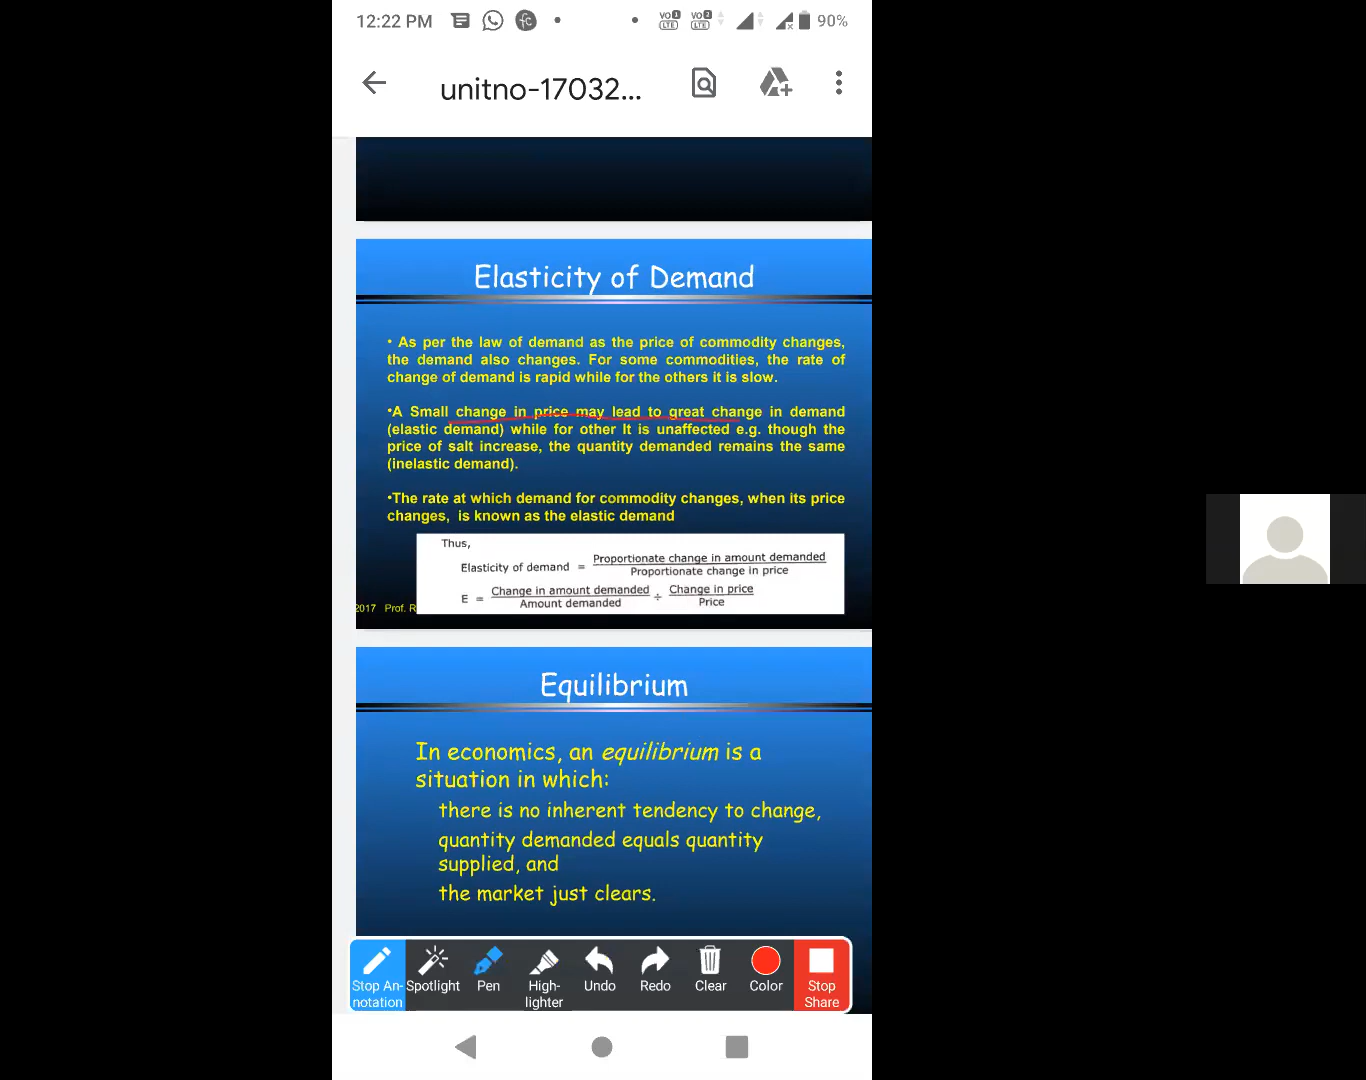 12:22 PM 90%
unitno-17032...
Elasticity of Demand
• As per the law of demand as the price of commodity changes,
the demand also changes. For some commodities, the rate of
change of demand is rapid while for the others it is slow.
•A Small change in price may lead to great change in demand
(elastic demand) while for other It is unaffected e.g. though the
price of salt increase, the quantity demanded remains the same
(inelastic demand).
•The rate at which demand for commodity changes, when its price
changes, is known as the elastic demand
Thus,
Elasticity of demand = Proportionate change in amount demanded
Proportionate change in price
E = Change in amount demanded ÷ Change in price
Amount demanded Price
2017 Prof. R
Equilibrium
In economics, an equilibrium is a
situation in which:
there is no inherent tendency to change,
quantity demanded equals quantity
supplied, and
the market just clears.
Stop An-
notation
Spotlight
Pen
High-
lighter
Undo
Redo
Clear
Color
Stop
Share